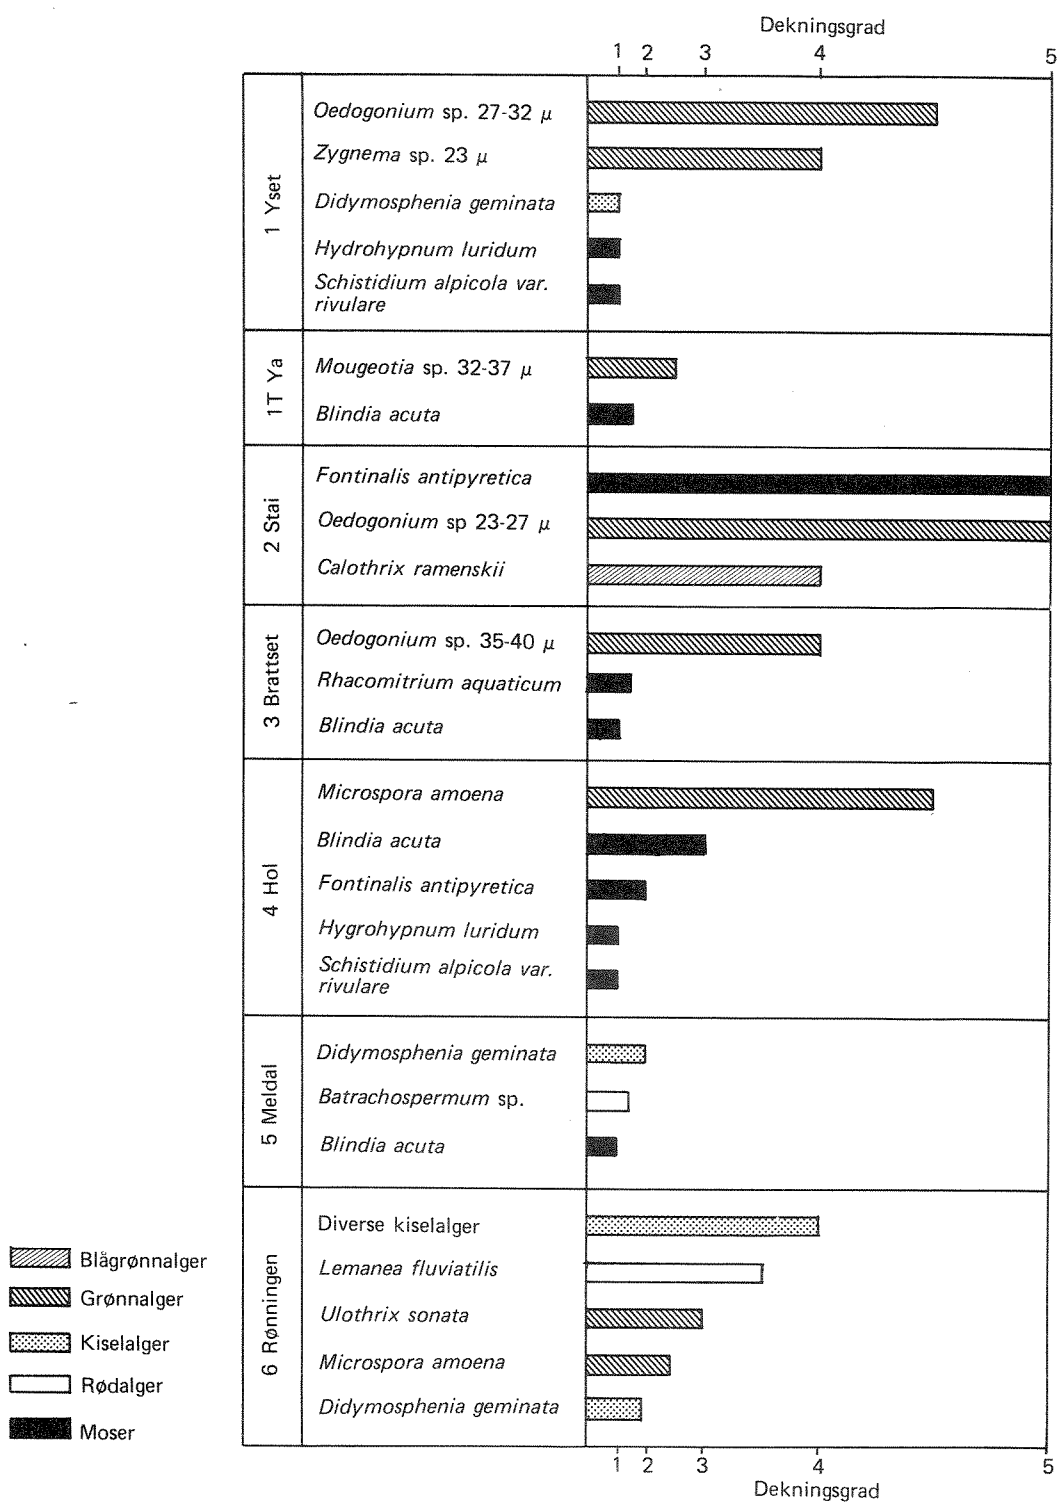 Dekningsgrad
1 2 3 4 5
1 Yset
Oedogonium sp. 27-32 µ
Zygnema sp. 23 µ
Didymosphenia geminata
Hydrohypnum luridum
Schistidium alpicola var.
rivulare
1T Ya
Mougeotia sp. 32-37 µ
Blindia acuta
2 Stai
Fontinalis antipyretica
Oedogonium sp 23-27 µ
Calothrix ramenskii
3 Brattset
Oedogonium sp. 35-40 µ
Rhacomitrium aquaticum
Blindia acuta
4 Hol
Microspora amoena
Blindia acuta
Fontinalis antipyretica
Hygrohypnum luridum
Schistidium alpicola var.
rivulare
5 Meldal
Didymosphenia geminata
Batrachospermum sp.
Blindia acuta
6 Rønningen
Diverse kiselalger
Lemanea fluviatilis
Ulothrix sonata
Microspora amoena
Didymosphenia geminata
1 2 3 4 5
Dekningsgrad
Blågrønnalger
Grønnalger
Kiselalger
Rødalger
Moser